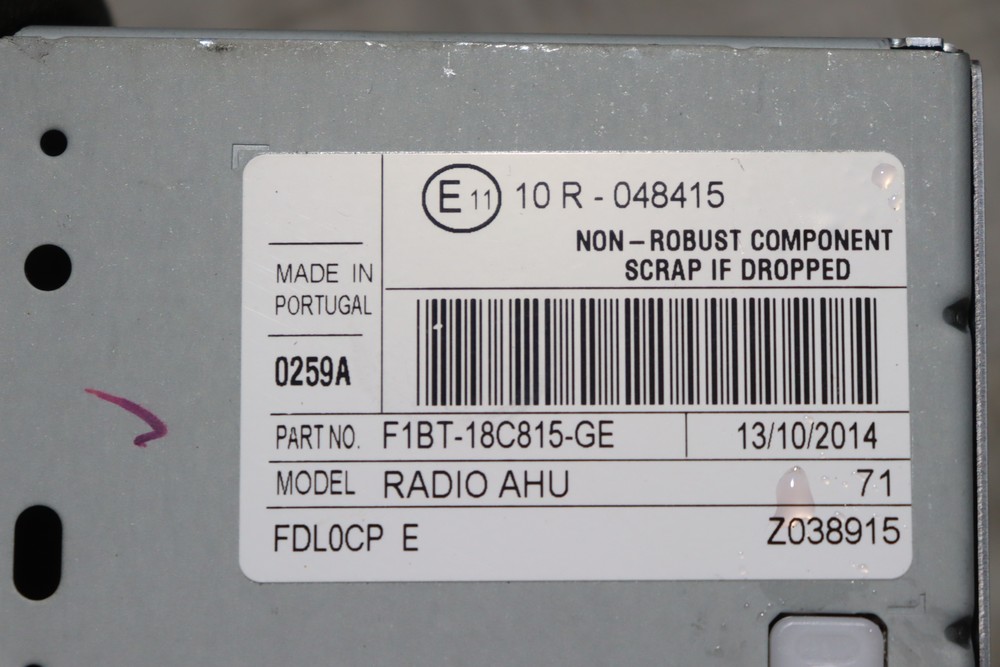 E 11 10 R - 048415
NON-ROBUST COMPONENT
SCRAP IF DROPPED
MADE IN
PORTUGAL
0259A
PART NO. F1BT-18C815-GE 13/10/2014
MODEL RADIO AHU 71
FDL0CP E Z038915